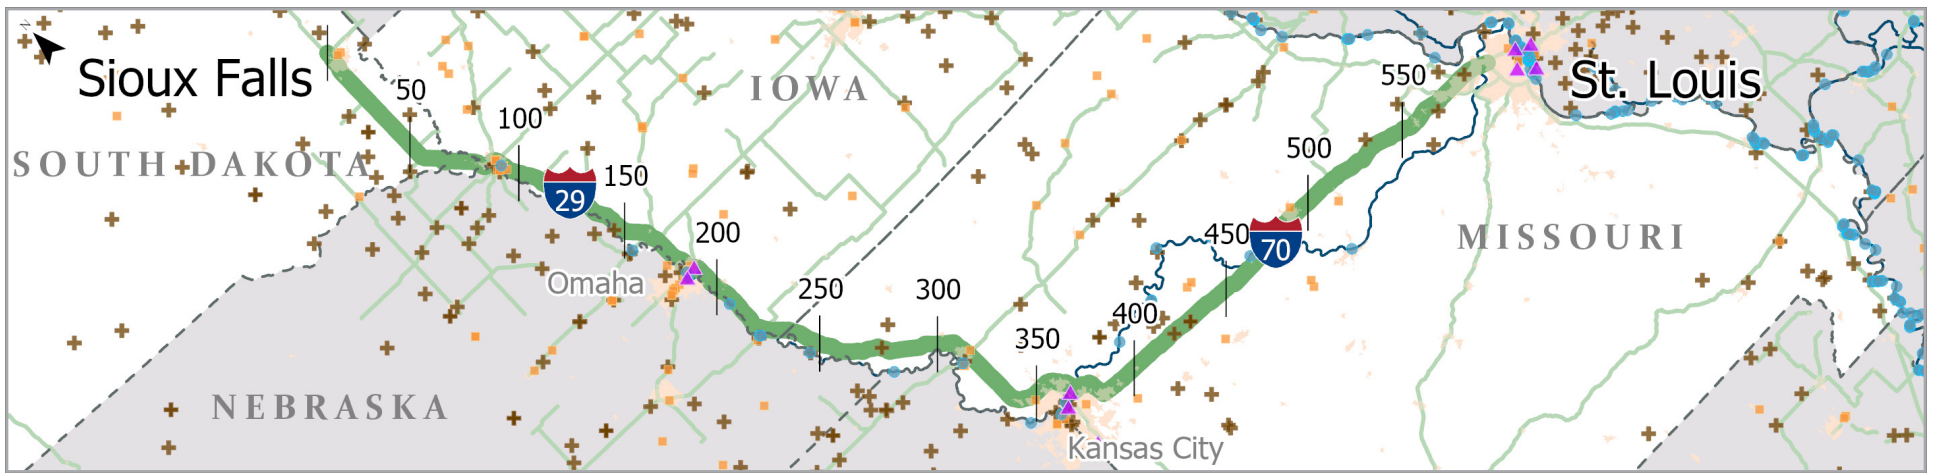 N
Sioux Falls
SOUTH DAKOTA
NEBRASKA
50
100
29
150
Omaha
200
IOWA
250
300
350
Kansas City
400
450
70
500
550
St. Louis
MISSOURI